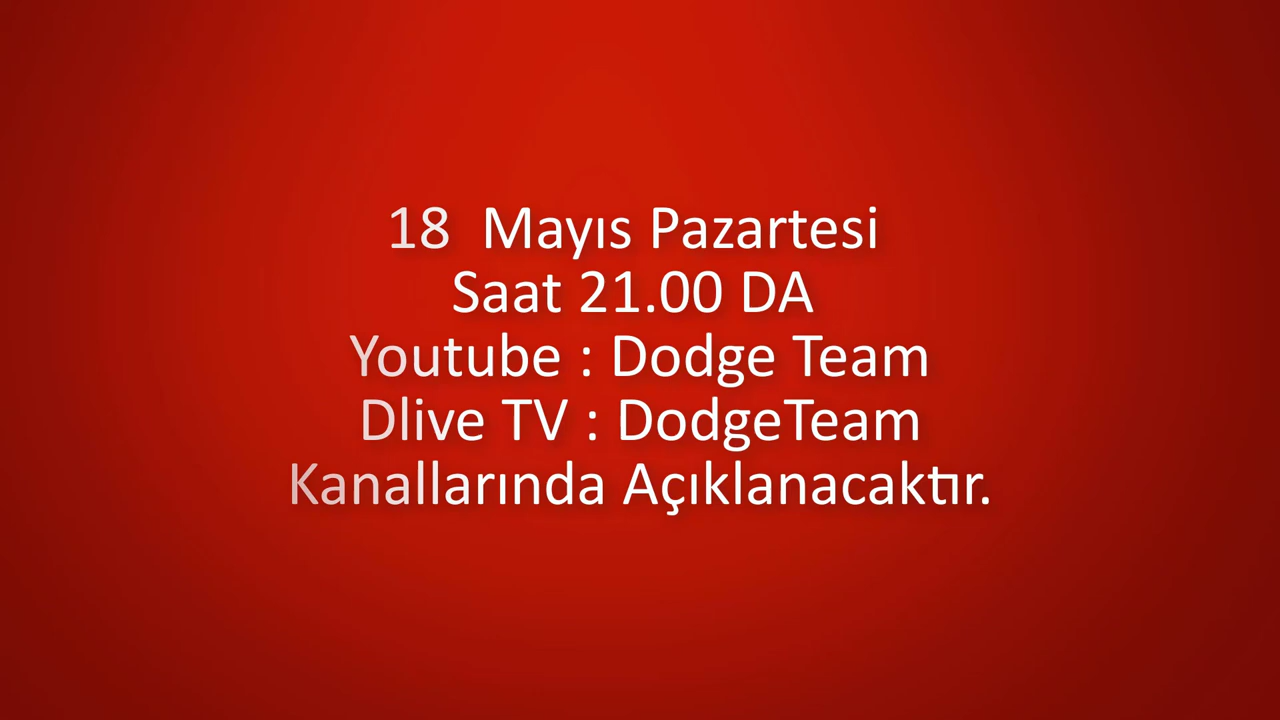 18 Mayıs Pazartesi
Saat 21.00 DA
Youtube : Dodge Team
Dlive TV : DodgeTeam
Kanallarında Açıklanacaktır.